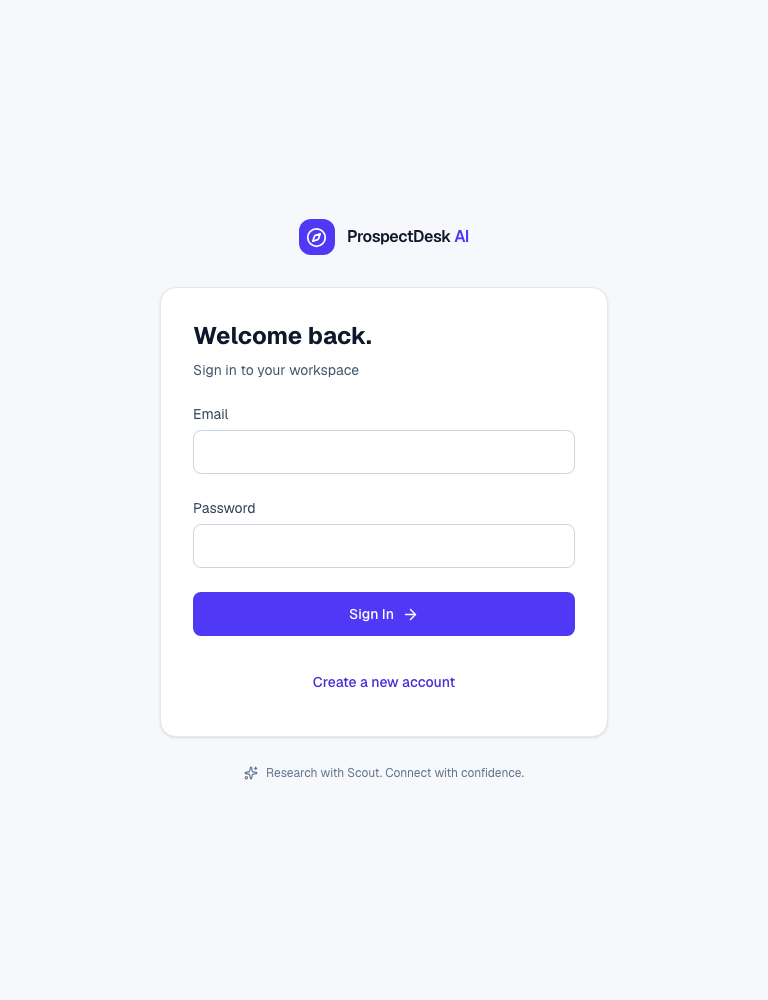 ProspectDesk AI
Welcome back.
Sign in to your workspace
Email
Password
Sign In
Create a new account
Research with Scout. Connect with confidence.